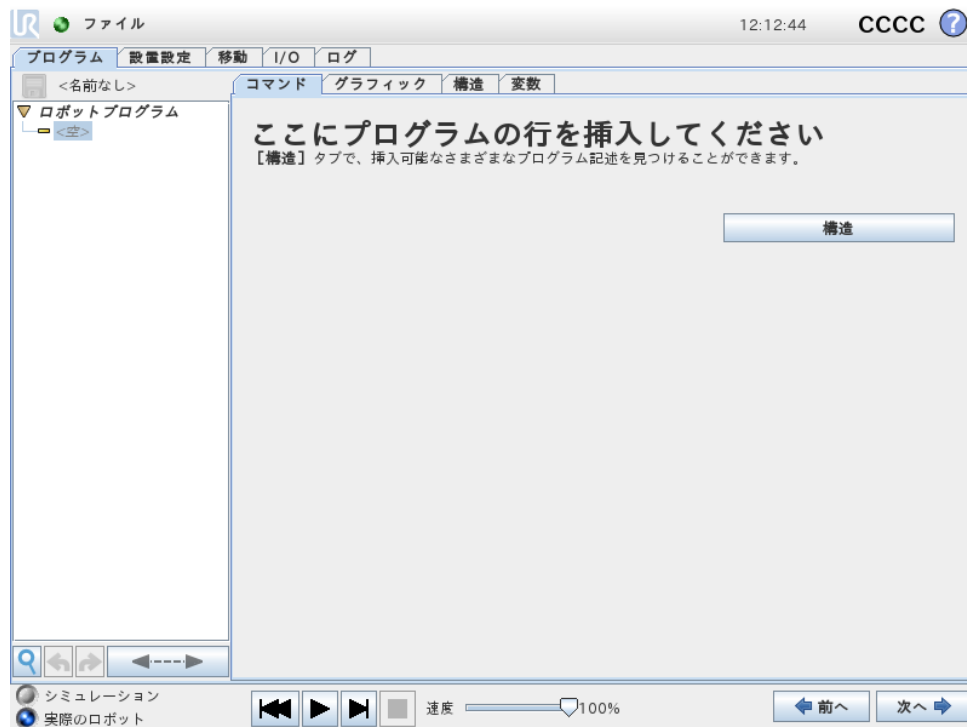 UR ファイル 12:12:44 CCCC ?
プログラム 設置設定 移動 I/O ログ
<名前なし>
コマンド グラフィック 構造 変数
ロボットプログラム
<空>
ここにプログラムの行を挿入してください
［構造］タブで、挿入可能なさまざまなプログラム記述を見つけることができます。
構造
シミュレーション
実際のロボット
速度 100%
前へ 次へ